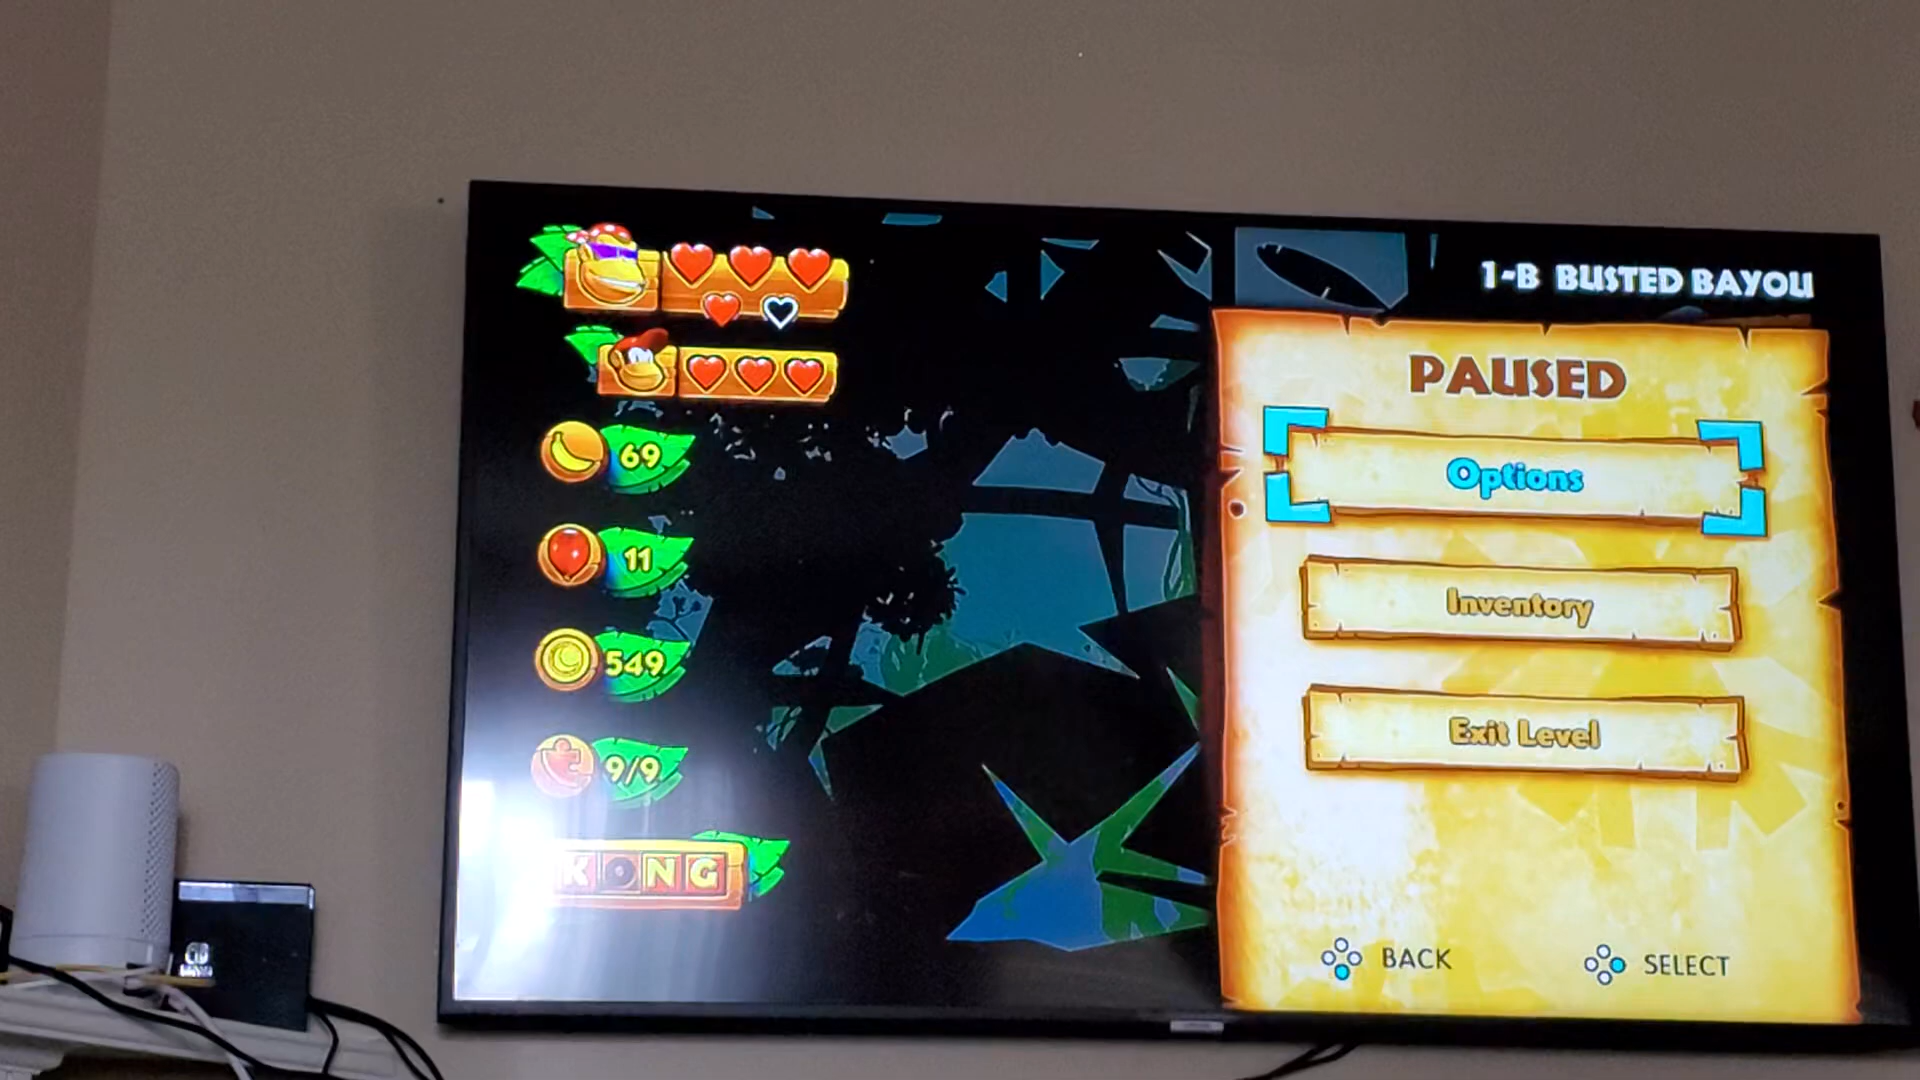 1-B BUSTED BAYOU
PAUSED
69
Options
11
Inventory
549
Exit Level
9/9
KONG
BACK
SELECT